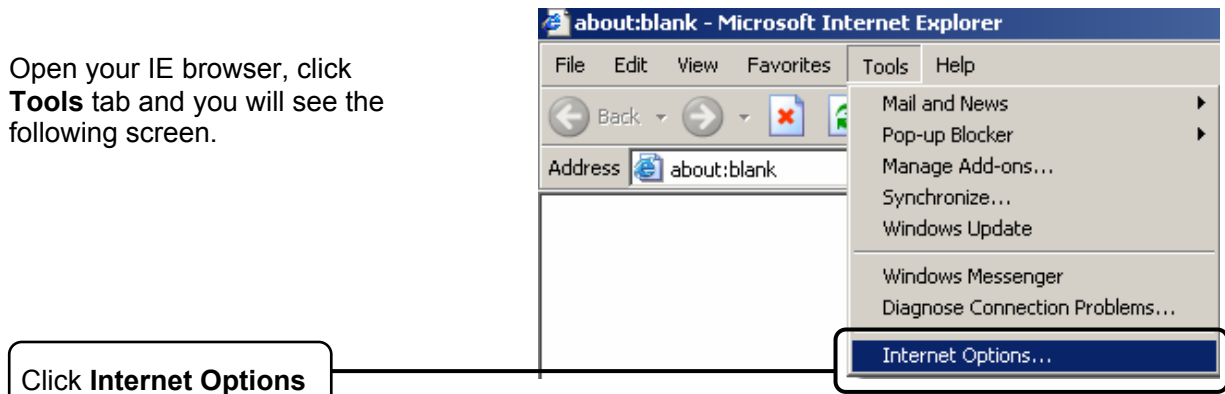 about:blank - Microsoft Internet Explorer
Open your IE browser, click
Tools tab and you will see the
following screen.
File Edit View Favorites Tools Help
Back
Address about:blank
Mail and News
Pop-up Blocker
Manage Add-ons...
Synchronize...
Windows Update
Windows Messenger
Diagnose Connection Problems...
Internet Options...
Click Internet Options